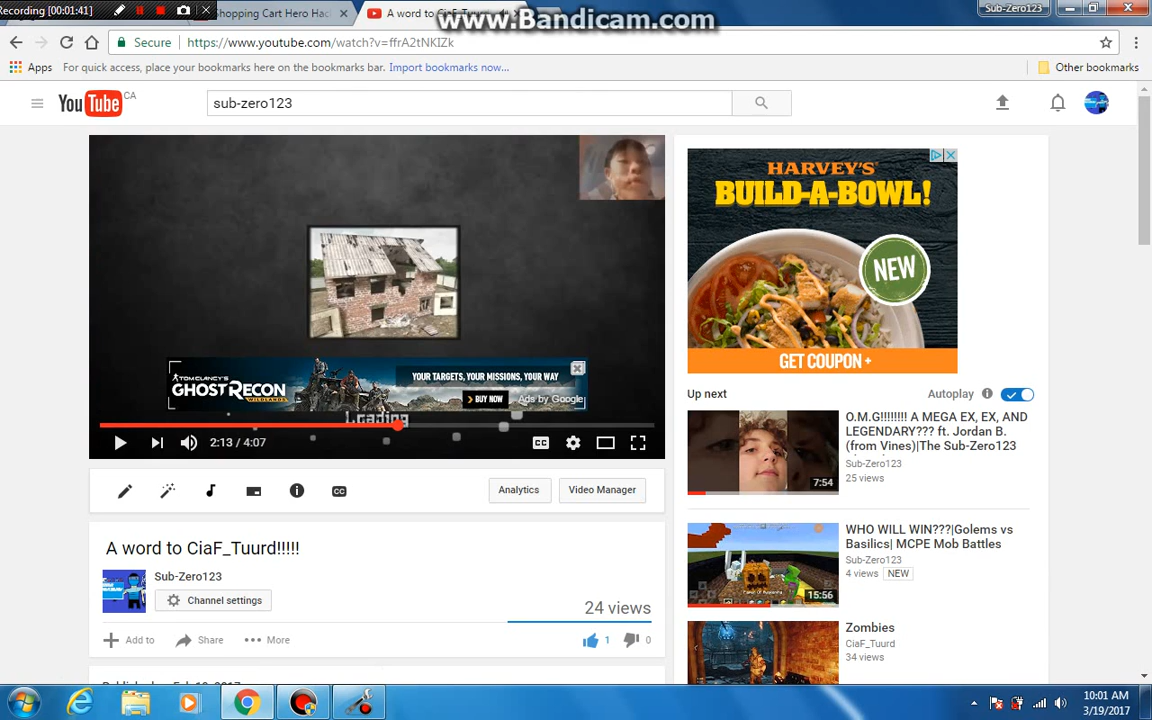 Recording [00:01:41]
Shopping Cart Hero Hac
A word to CiaF_Tuurd
www.Bandicam.com
Sub-Zero123
Secure
https://www.youtube.com/watch?v=ffrA2tNKIZk
Apps
For quick access, place your bookmarks here on the bookmarks bar. Import bookmarks now...
Other bookmarks
YouTube CA
sub-zero123
TOM CLANCY'S
GHOST RECON
WILDLANDS
YOUR TARGETS, YOUR MISSIONS, YOUR WAY
BUY NOW
Ads by Google
Loading
2:13 / 4:07
CC
HARVEY'S
BUILD-A-BOWL!
NEW
GET COUPON +
Up next
Autoplay
O.M.G!!!!!!!! A MEGA EX, EX, AND
LEGENDARY??? ft. Jordan B.
(from Vines)|The Sub-Zero123
Sub-Zero123
25 views
7:54
WHO WILL WIN???|Golems vs
Basilics| MCPE Mob Battles
Sub-Zero123
4 views NEW
15:56
Zombies
CiaF_Tuurd
34 views
CC
Analytics
Video Manager
A word to CiaF_Tuurd!!!!!
Sub-Zero123
Channel settings
24 views
Add to
Share
More
1
0
10:01 AM
3/19/2017